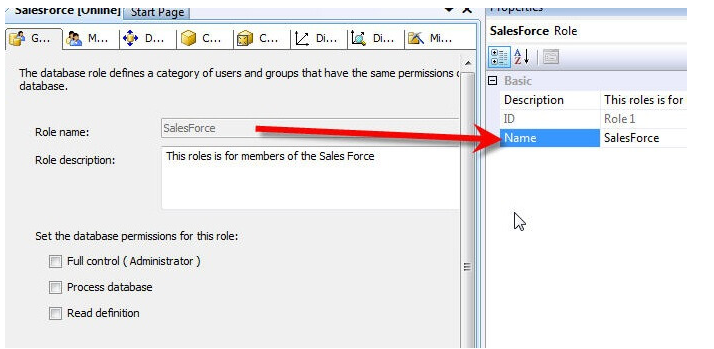 SalesForce [Online]
Start Page
G...
M...
D...
C...
C...
Di...
Di...
Mi...
The database role defines a category of users and groups that have the same permissions
database.
Role name:
SalesForce
Role description:
This roles is for members of the Sales Force
Set the database permissions for this role:
Full control ( Administrator )
Process database
Read definition
Properties
SalesForce Role
Basic
Description
This roles is for
ID
Role 1
Name
SalesForce